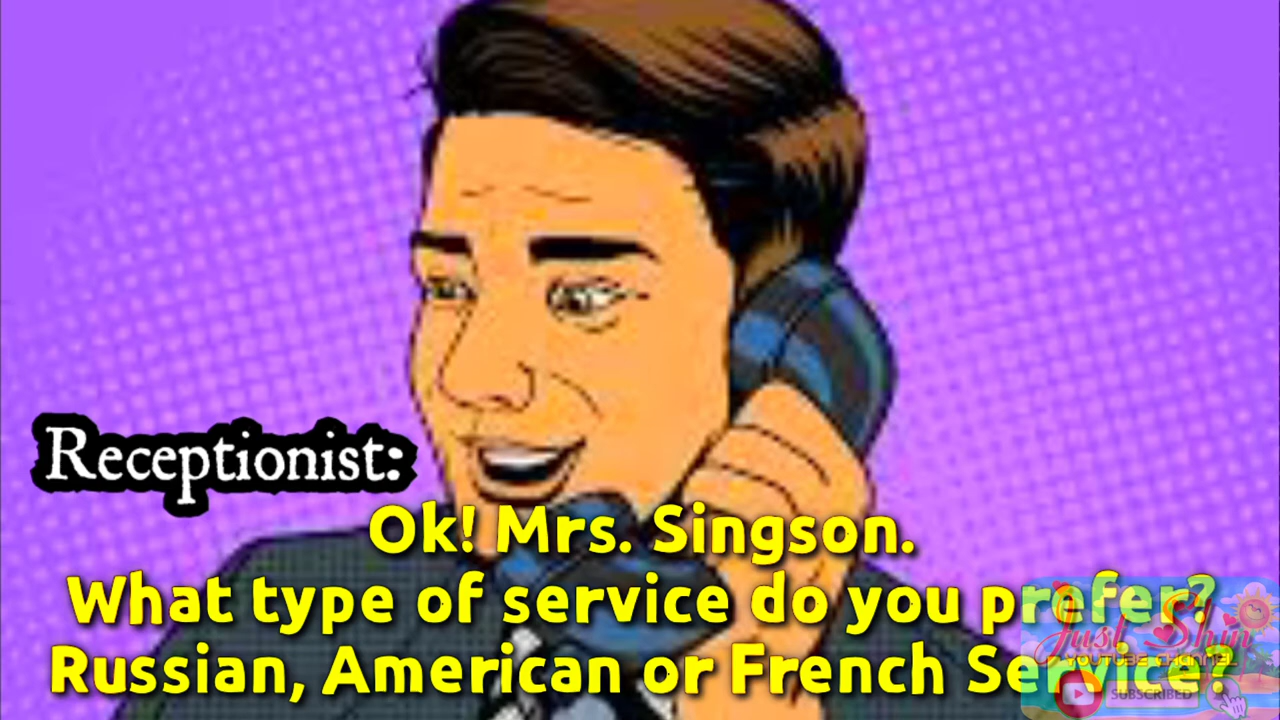 Receptionist:
Ok! Mrs. Singson.
What type of service do you prefer?
Russian, American or French Service?
Just Shin
YOUTUBE CHANNEL
SUBSCRIBED